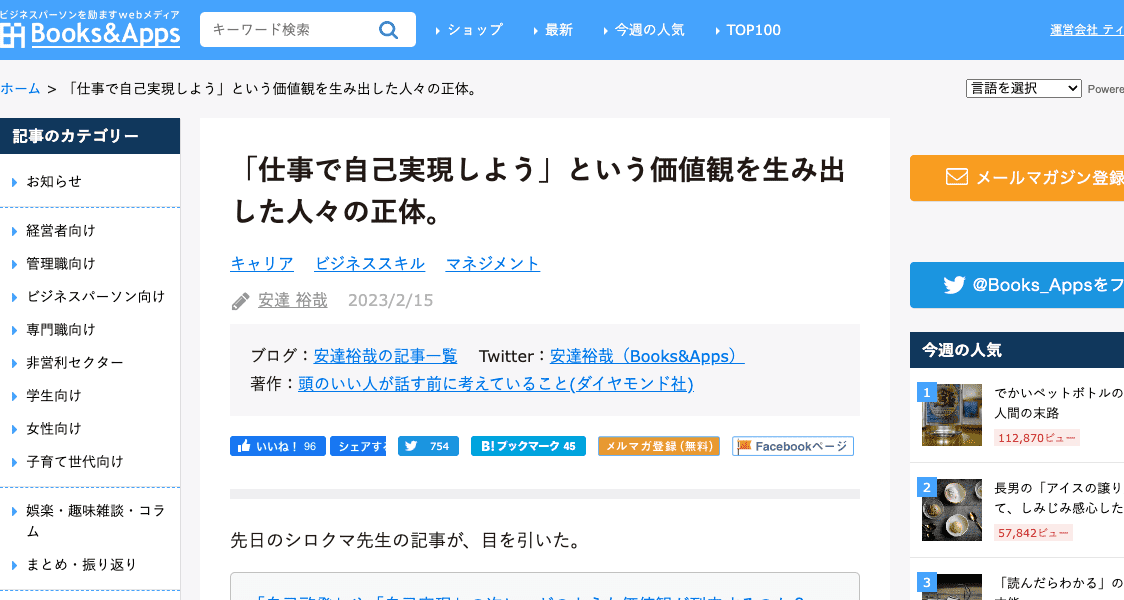 ビジネスパーソンを励ますwebメディア
Books&Apps
キーワード検索
ショップ
最新
今週の人気
TOP100
運営会社 ティ
ホーム > 「仕事で自己実現しよう」という価値観を生み出した人々の正体。
言語を選択
Powere
記事のカテゴリー
お知らせ
経営者向け
管理職向け
ビジネスパーソン向け
専門職向け
非営利セクター
学生向け
女性向け
子育て世代向け
娯楽・趣味雑談・コラ
ム
まとめ・振り返り
「仕事で自己実現しよう」という価値観を生み出
した人々の正体。
キャリア ビジネススキル マネジメント
安達 裕哉 2023/2/15
ブログ：安達裕哉の記事一覧 Twitter：安達裕哉（Books&Apps）
著作：頭のいい人が話す前に考えていること(ダイヤモンド社)
いいね！ 96
シェアする
754
B!ブックマーク 45
メルマガ登録(無料)
Facebookページ
先日のシロクマ先生の記事が、目を引いた。
メールマガジン登録
@Books_Appsをフ
今週の人気
1
でかいペットボトルの
人間の末路
112,870ビュー
2
長男の「アイスの譲り
て、しみじみ感心した
57,842ビュー
3
「読んだらわかる」の